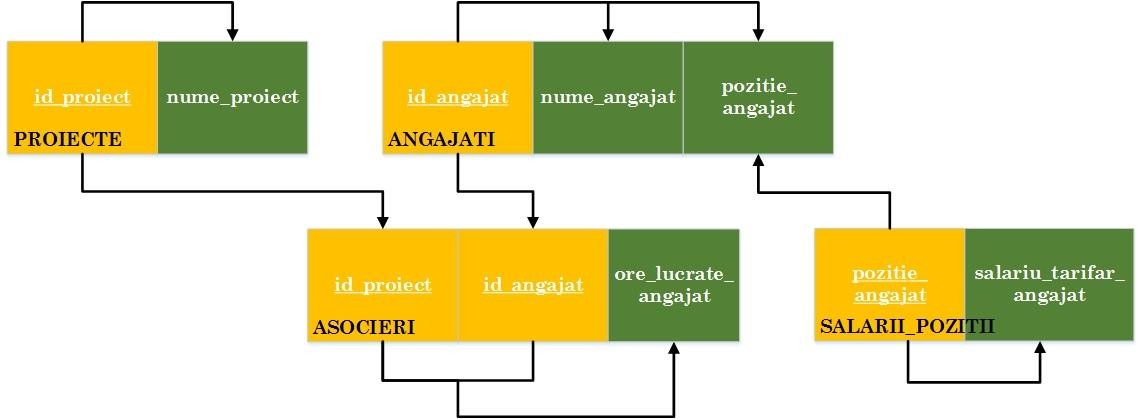 id_proiect
nume_proiect
PROIECTE
id_angajat
nume_angajat
pozitie_
angajat
ANGAJATI
id_proiect
id_angajat
ore_lucrate_
angajat
ASOCIERI
pozitie_
angajat
salariu_tarifar_
angajat
SALARII_POZITII